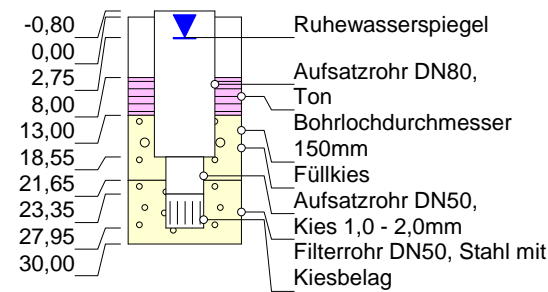 -0,80
0,00
2,75
8,00
13,00
18,55
21,65
23,35
27,95
30,00
Ruhewasserspiegel
Aufsatzrohr DN80,
Ton
Bohrlochdurchmesser
150mm
Füllkies
Aufsatzrohr DN50,
Kies 1,0 - 2,0mm
Filterrohr DN50, Stahl mit
Kiesbelag